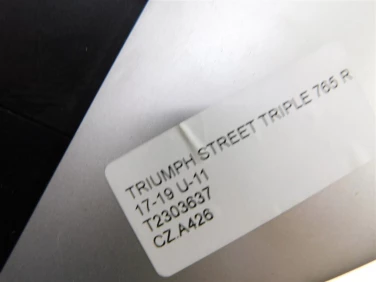 TRIUMPH STREET TRIPLE 765 R
17-19 U-11
T2303637
CZ.A426